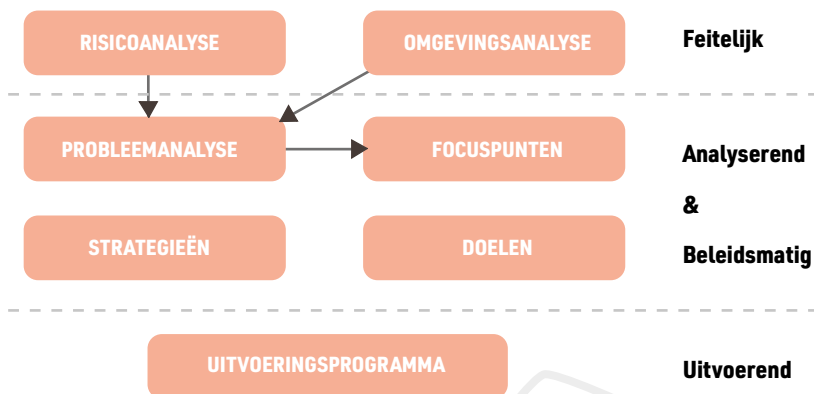 RISICOANALYSE
OMGEVINGSANALYSE
Feitelijk
PROBLEEMANALYSE
FOCUSPUNTEN
Analyserend
&
Beleidsmatig
STRATEGIEËN
DOELEN
UITVOERINGSPROGRAMMA
Uitvoerend